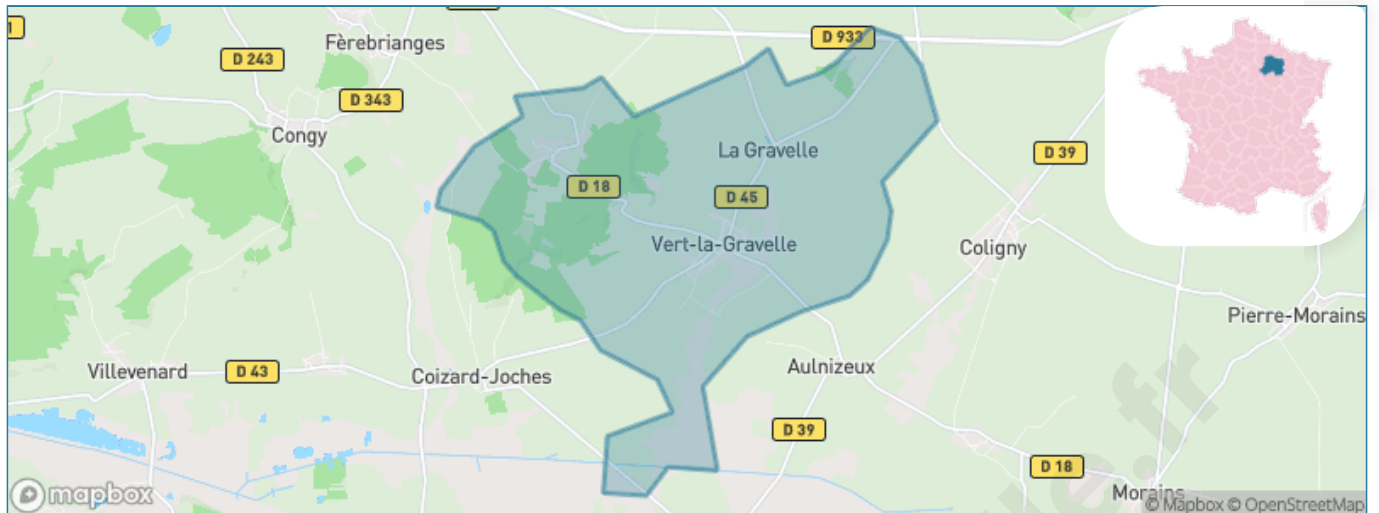 1
D 933
Fèrebrianges
D 243
D 343
Congy
La Gravelle
D 39
D 18
D 45
Vert-la-Gravelle
Coligny
Pierre-Morains
Villevenard
D 43
Coizard-Joches
Aulnizeux
D 39
D 18
Morains
mapbox
© Mapbox © OpenStreetMap